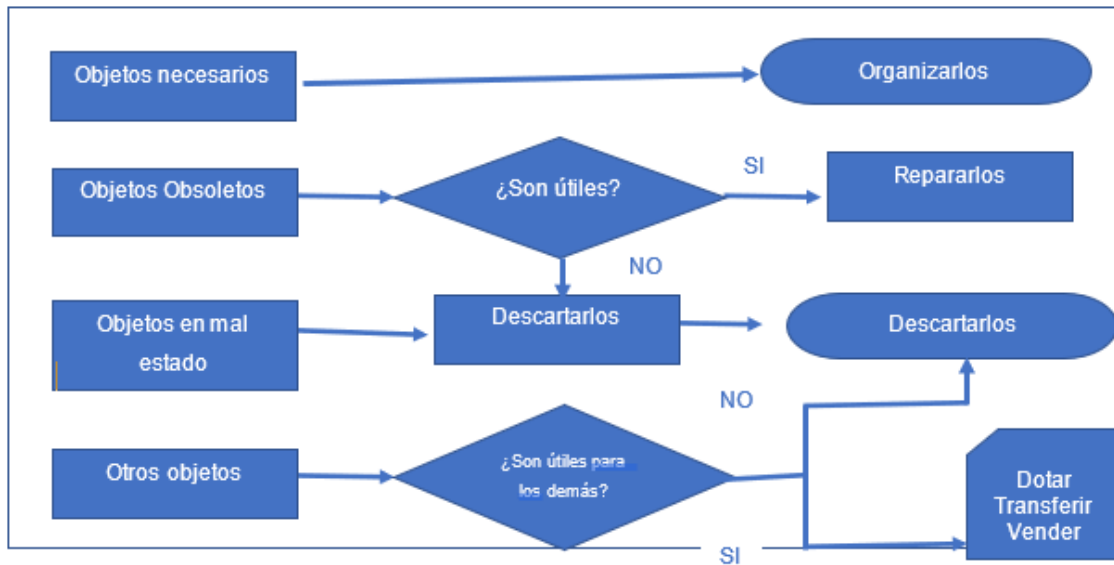 Objetos necesarios
Organizarlos
Objetos Obsoletos
¿Son útiles?
SI
Repararlos
NO
Objetos en mal
estado
Descartarlos
Descartarlos
NO
Otros objetos
¿Son útiles para
los demás?
Dotar
Transferir
Vender
SI